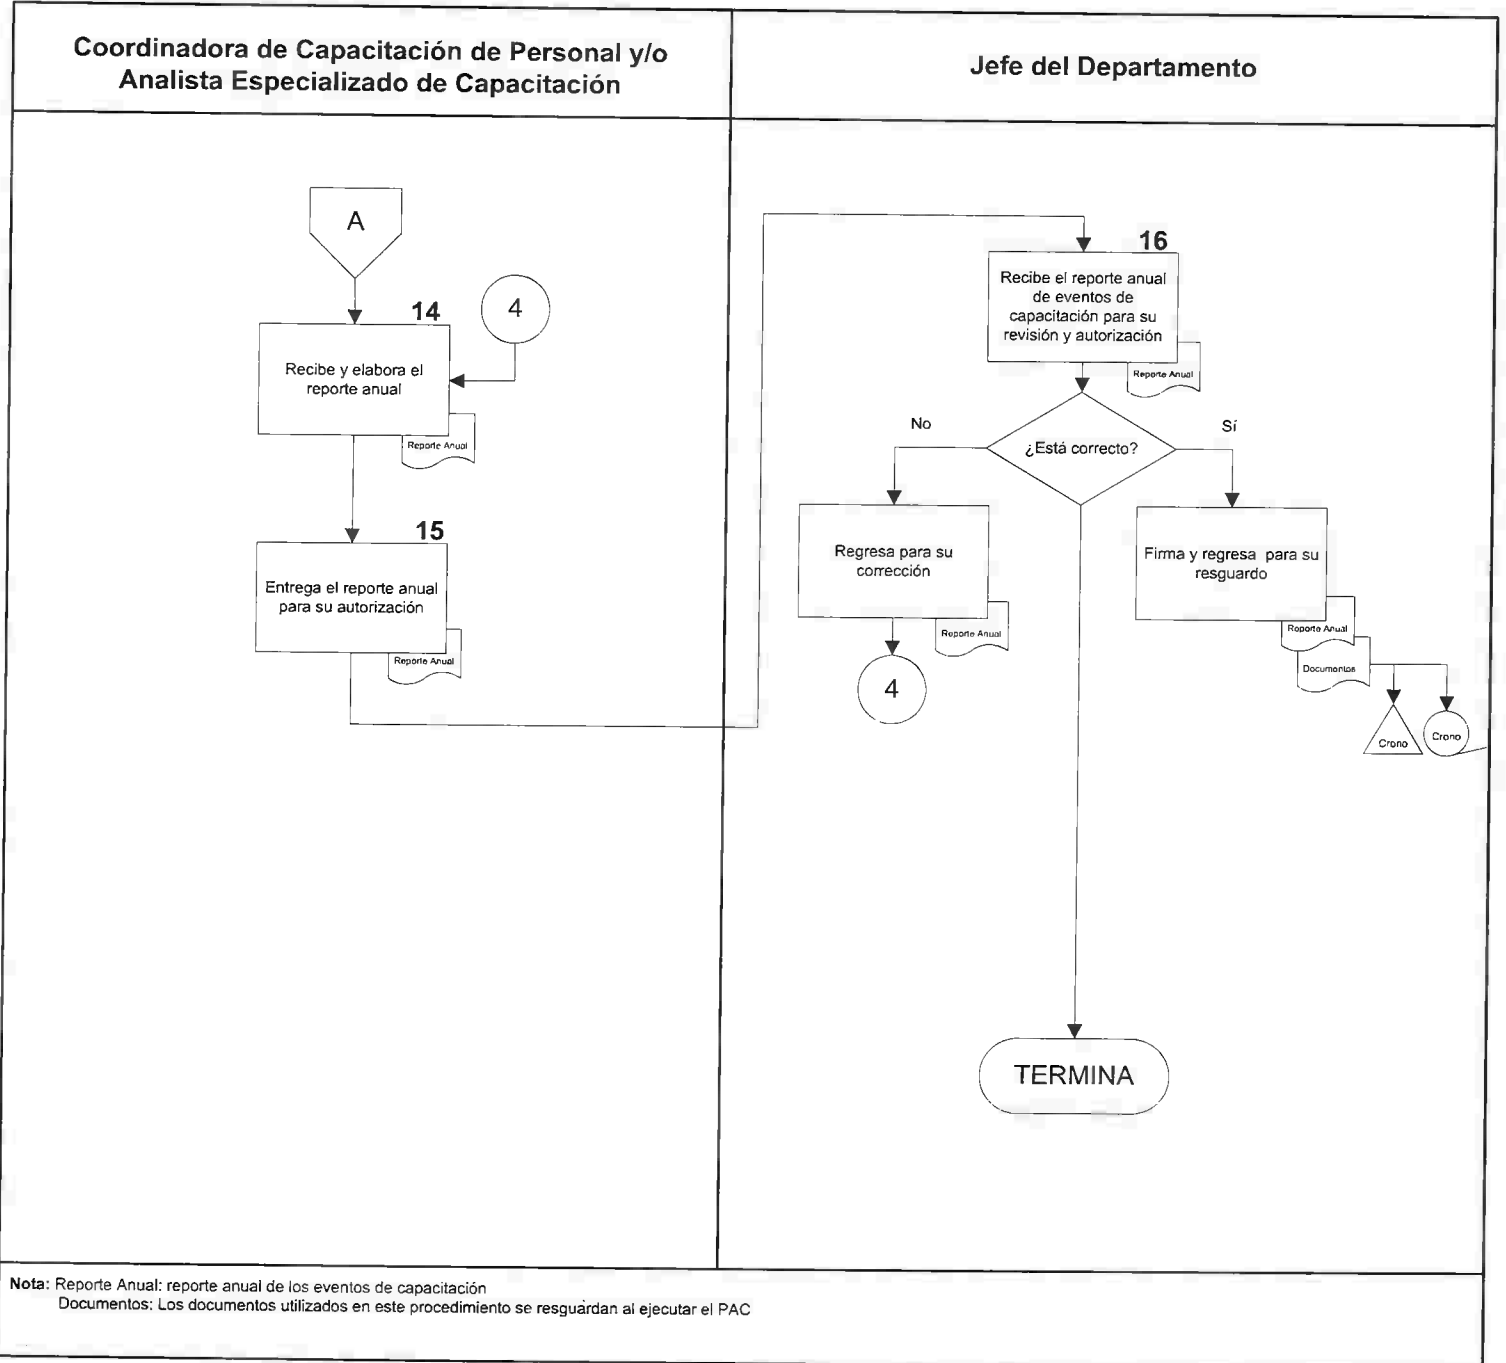 Coordinadora de Capacitación de Personal y/o
Analista Especializado de Capacitación
Jefe del Departamento
A
4
14
Recibe y elabora el
reporte anual
Reporte Anual
15
Entrega el reporte anual
para su autorización
Reporte Anual
16
Recibe el reporte anual
de eventos de
capacitación para su
revisión y autorización
Reporte Anual
No
¿Está correcto?
Sí
Regresa para su
corrección
Reporte Anual
4
Firma y regresa para su
resguardo
Reporte Anual
Documentos
Crono
Crono
TERMINA
Nota: Reporte Anual: reporte anual de los eventos de capacitación
Documentos: Los documentos utilizados en este procedimiento se resguardan al ejecutar el PAC